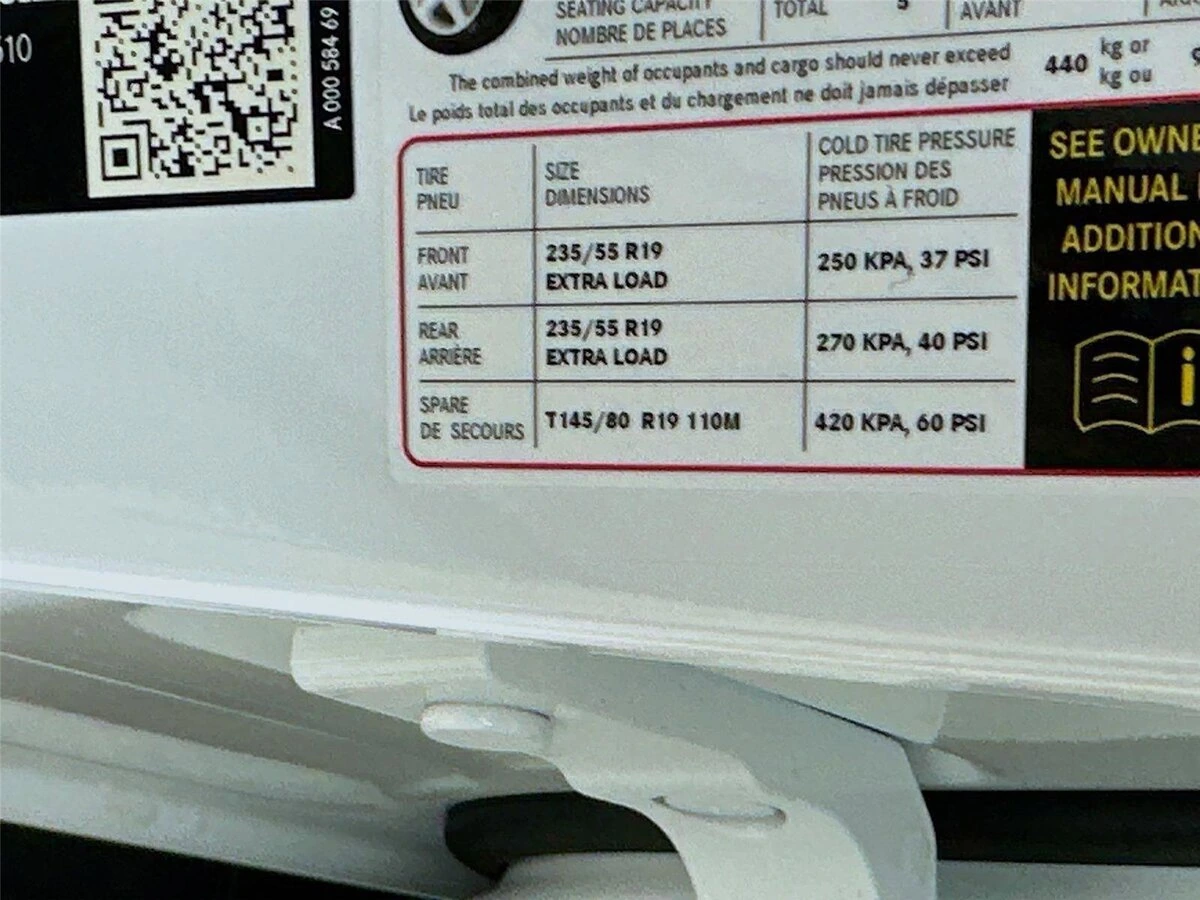 510
A 000 584 69
SEATING CAPACITY
NOMBRE DE PLACES
TOTAL 5
AVANT
The combined weight of occupants and cargo should never exceed
Le poids total des occupants et du chargement ne doit jamais dépasser
440 kg or
kg ou
TIRE
PNEU
SIZE
DIMENSIONS
COLD TIRE PRESSURE
PRESSION DES
PNEUS À FROID
FRONT
AVANT
235/55 R19
EXTRA LOAD
250 KPA, 37 PSI
REAR
ARRIÈRE
235/55 R19
EXTRA LOAD
270 KPA, 40 PSI
SPARE
DE SECOURS
T145/80 R19 110M
420 KPA, 60 PSI
SEE OWNE
MANUAL
ADDITION
INFORMAT
i